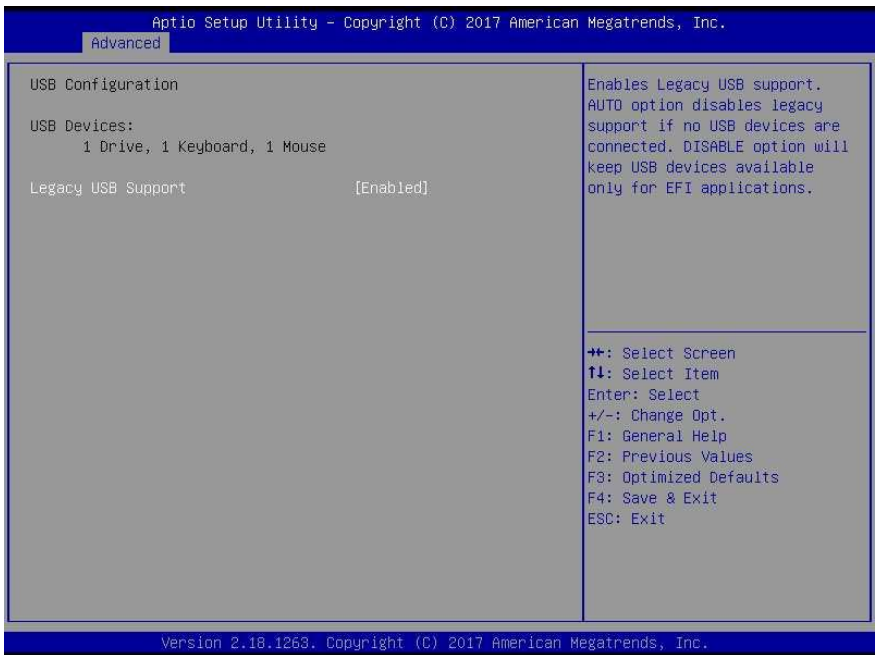 Aptio Setup Utility – Copyright (C) 2017 American Megatrends, Inc.
Advanced
USB Configuration
USB Devices:
1 Drive, 1 Keyboard, 1 Mouse
Legacy USB Support [Enabled]
Enables Legacy USB support.
AUTO option disables legacy
support if no USB devices are
connected. DISABLE option will
keep USB devices available
only for EFI applications.
→←: Select Screen
↑↓: Select Item
Enter: Select
+/-: Change Opt.
F1: General Help
F2: Previous Values
F3: Optimized Defaults
F4: Save & Exit
ESC: Exit
Version 2.18.1263. Copyright (C) 2017 American Megatrends, Inc.